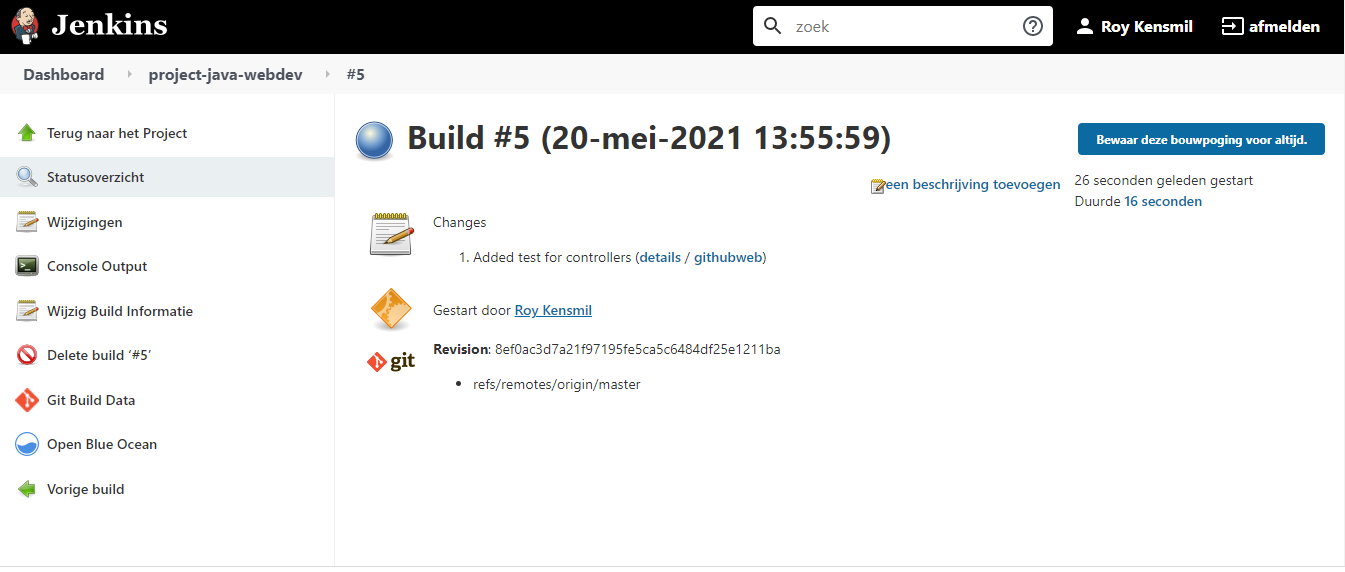 Jenkins
zoek
Roy Kensmil
afmelden
Dashboard
project-java-webdev
#5
Terug naar het Project
Statusoverzicht
Wijzigingen
Console Output
Wijzig Build Informatie
Delete build ‘#5’
Git Build Data
Open Blue Ocean
Vorige build
Build #5 (20-mei-2021 13:55:59)
Bewaar deze bouwpoging voor altijd.
een beschrijving toevoegen
26 seconden geleden gestart
Duurde 16 seconden
Changes
1. Added test for controllers (details / githubweb)
Gestart door Roy Kensmil
git
Revision: 8ef0ac3d7a21f97195fe5ca5c6484df25e1211ba
• refs/remotes/origin/master